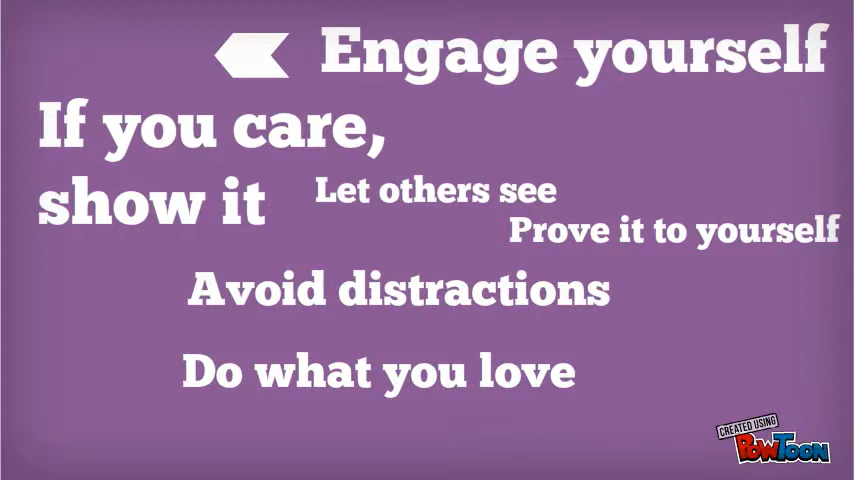 Engage yourself
If you care,
show it
Let others see
Prove it to yourself
Avoid distractions
Do what you love
CREATED USING
POWTOON